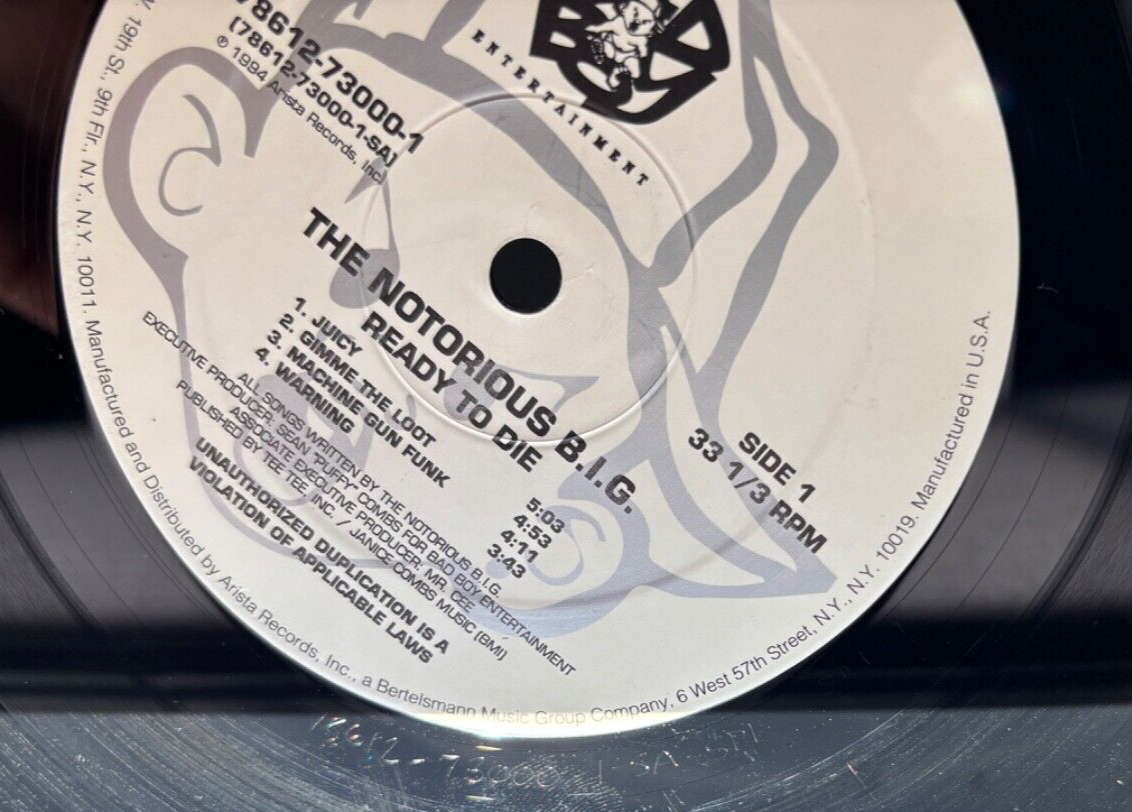 ENTERTAINMENT
78612-73000-1
(78612-73000-1-SA)
℗ 1994 Arista Records, Inc.
THE NOTORIOUS B.I.G.
READY TO DIE
SIDE 1
33 1/3 RPM
1. JUICY 5:03
2. GIMME THE LOOT 4:53
3. MACHINE GUN FUNK 4:11
4. WARNING 3:43
ALL SONGS WRITTEN BY THE NOTORIOUS B.I.G.
EXECUTIVE PRODUCER: SEAN "PUFFY" COMBS FOR BAD BOY ENTERTAINMENT
ASSOCIATE EXECUTIVE PRODUCER: MR. CEE
PUBLISHED BY TEE TEE, INC. / JANICE COMBS MUSIC (BMI)
UNAUTHORIZED DUPLICATION IS A
VIOLATION OF APPLICABLE LAWS
19th St., 9th Flr., N.Y., N.Y. 10011. Manufactured and Distributed by Arista Records, Inc., a Bertelsmann Music Group Company, 6 West 57th Street, N.Y., N.Y. 10019. Manufactured in U.S.A.
73000